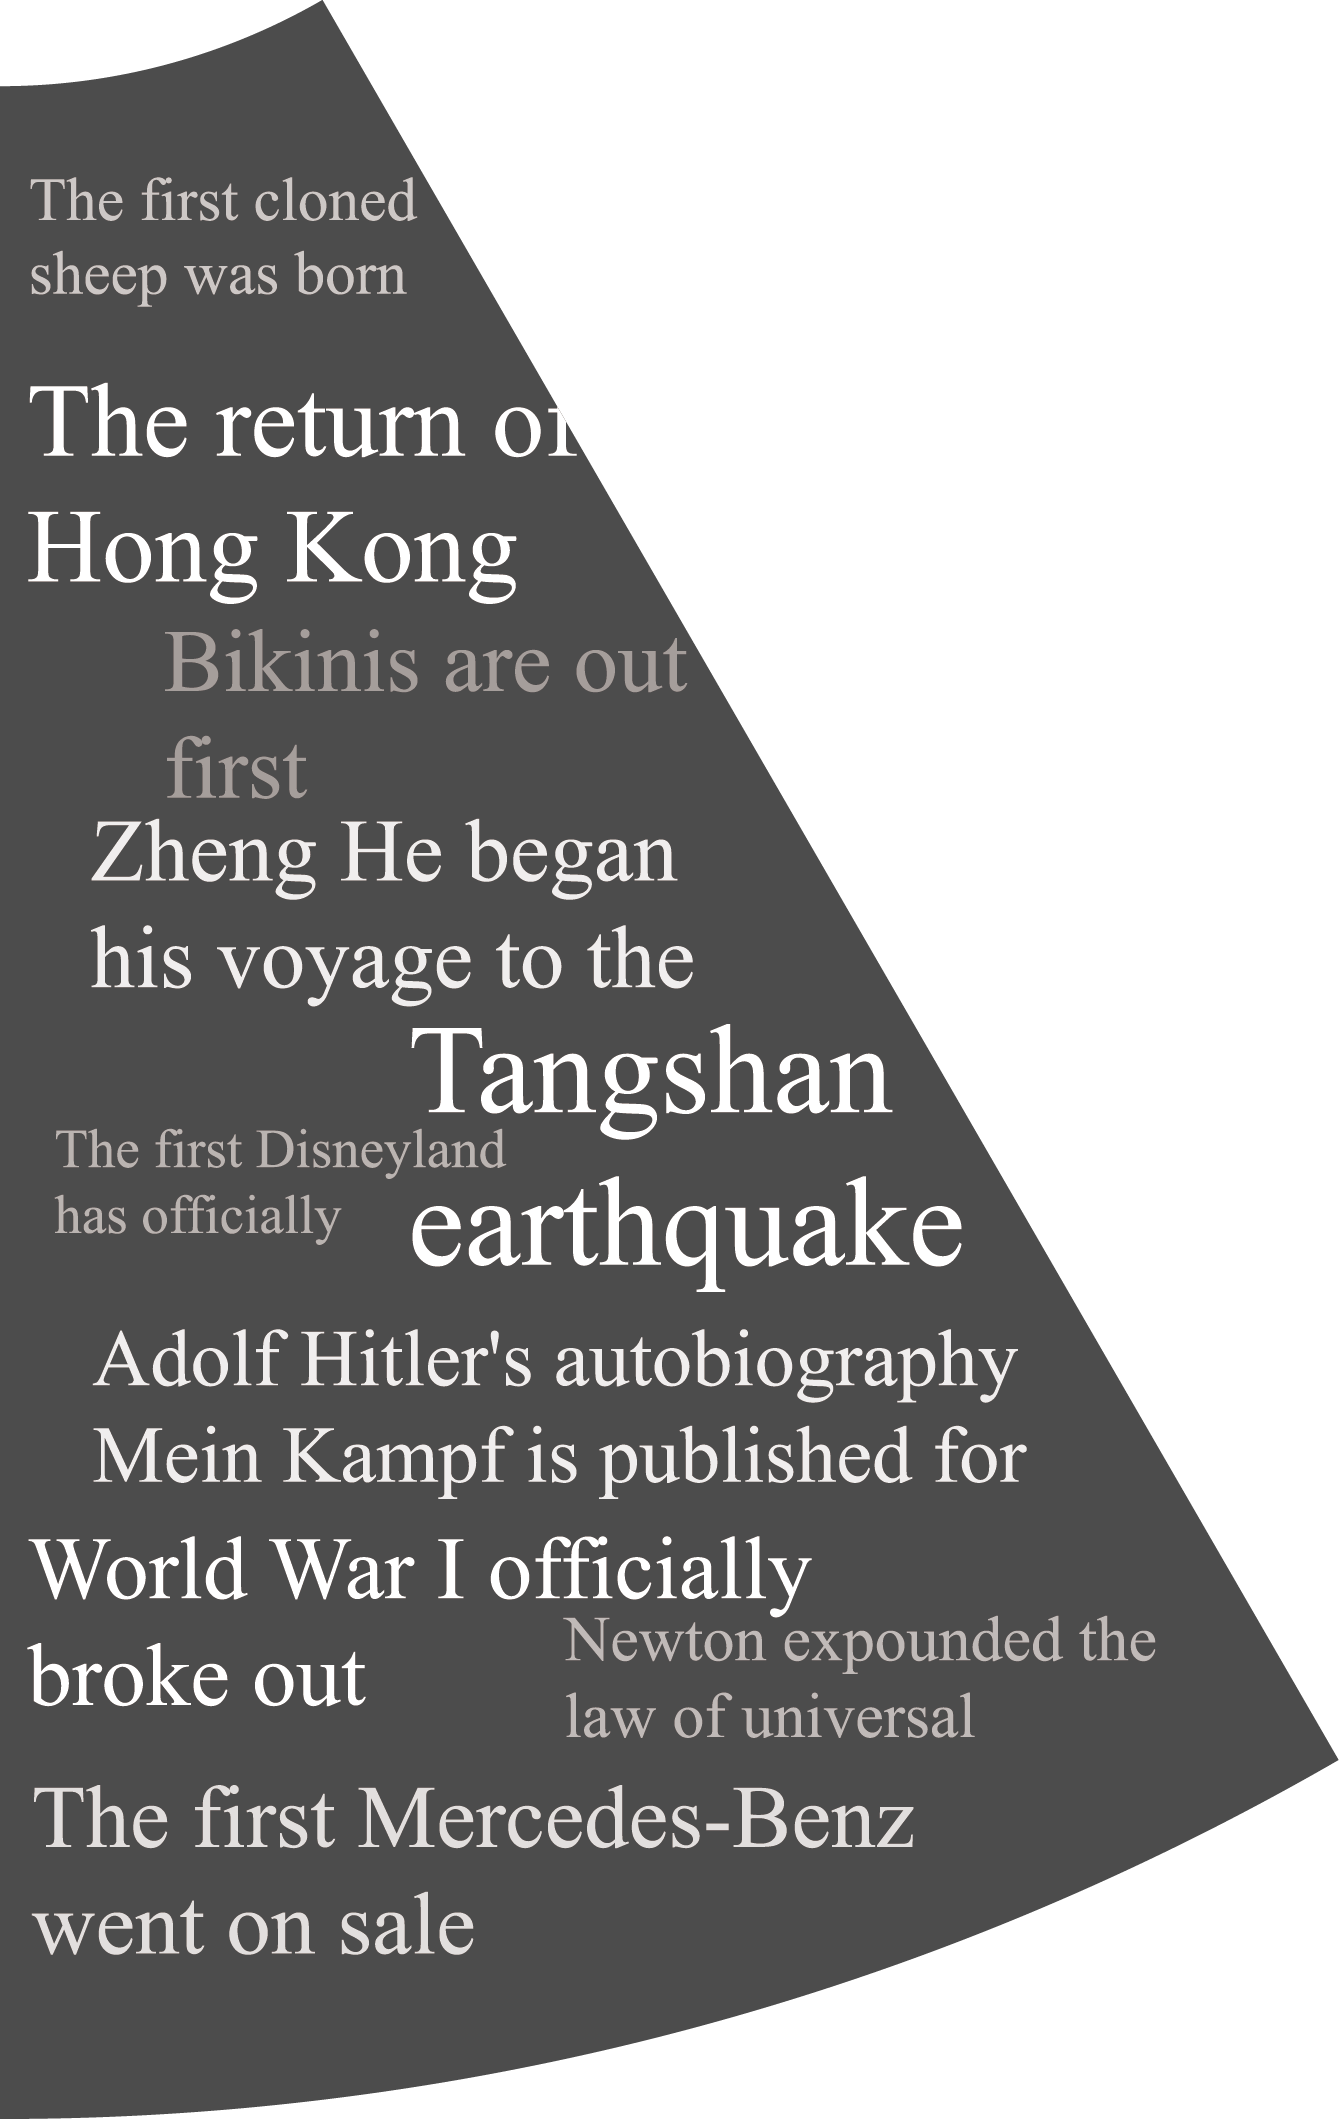 The first cloned
sheep was born
The return of
Hong Kong
Bikinis are out
first
Zheng He began
his voyage to the
Tangshan
earthquake
The first Disneyland
has officially
Adolf Hitler's autobiography
Mein Kampf is published for
World War I officially
broke out
Newton expounded the
law of universal
The first Mercedes-Benz
went on sale